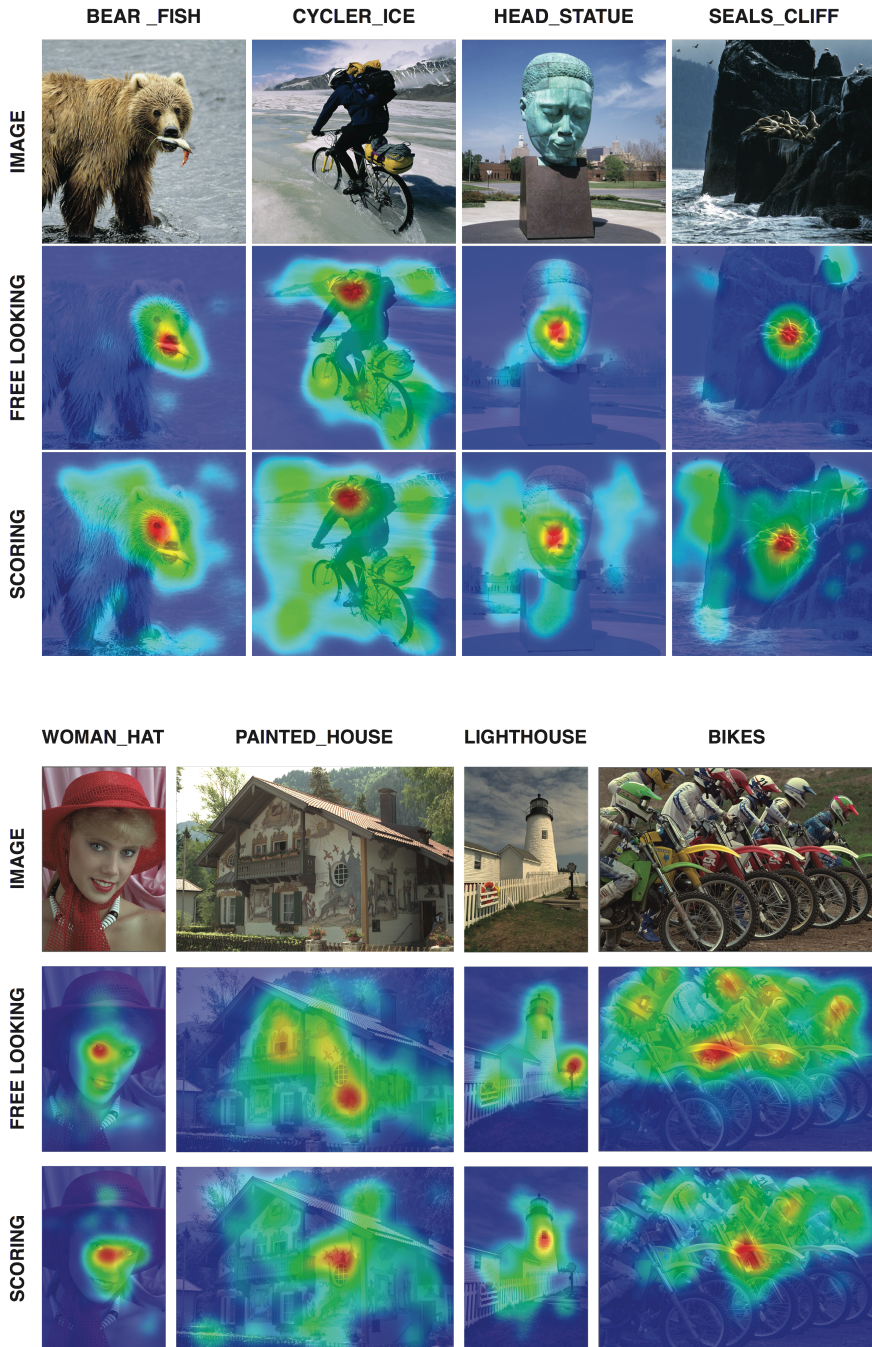 BEAR _FISH CYCLER_ICE HEAD_STATUE SEALS_CLIFF
IMAGE
FREE LOOKING
SCORING
WOMAN_HAT PAINTED_HOUSE LIGHTHOUSE BIKES
IMAGE
FREE LOOKING
SCORING